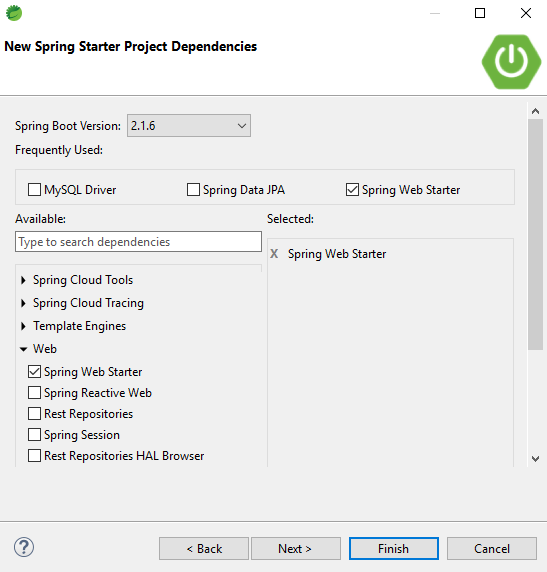 New Spring Starter Project Dependencies
Spring Boot Version: 2.1.6
Frequently Used:
MySQL Driver Spring Data JPA Spring Web Starter
Available: Selected:
Type to search dependencies
X Spring Web Starter
Spring Cloud Tools
Spring Cloud Tracing
Template Engines
Web
Spring Web Starter
Spring Reactive Web
Rest Repositories
Spring Session
Rest Repositories HAL Browser
? < Back Next > Finish Cancel